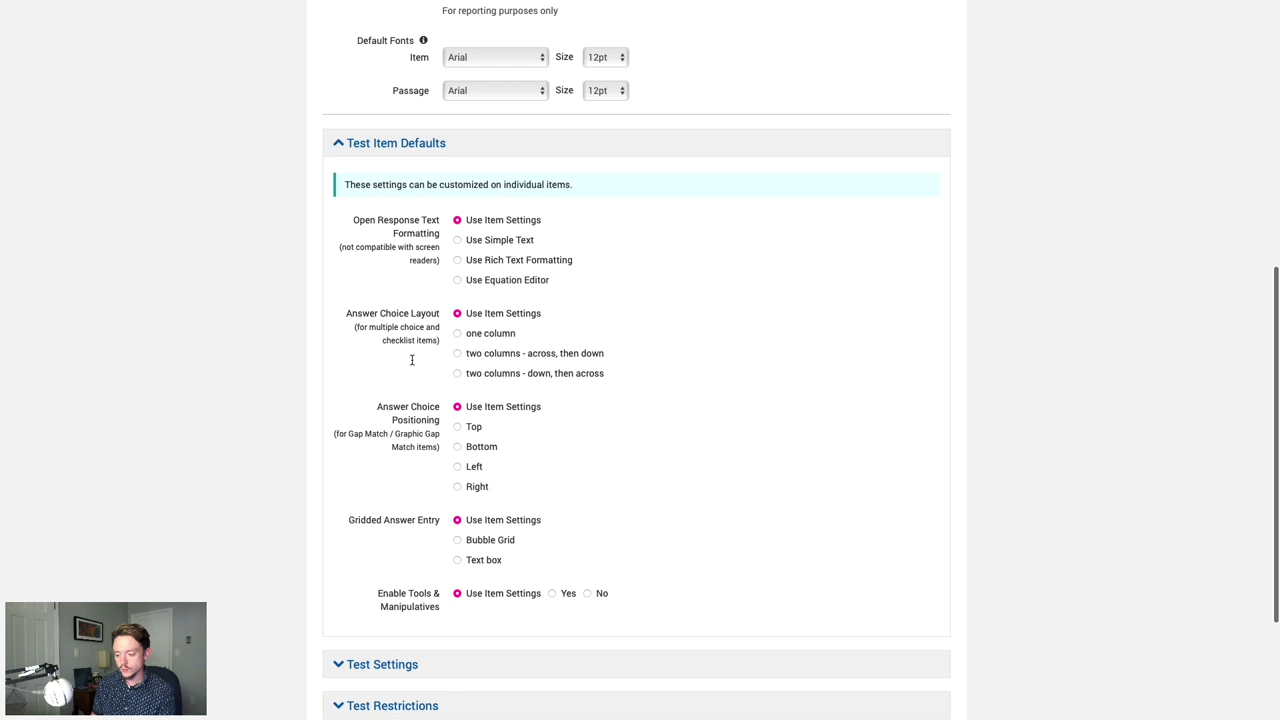 For reporting purposes only
Default Fonts
Item Arial Size 12pt
Passage Arial Size 12pt
Test Item Defaults
These settings can be customized on individual items.
Open Response Text Formatting
(not compatible with screen readers)
Use Item Settings
Use Simple Text
Use Rich Text Formatting
Use Equation Editor
Answer Choice Layout
(for multiple choice and
checklist items)
Use Item Settings
one column
two columns - across, then down
two columns - down, then across
Answer Choice
Positioning
(for Gap Match / Graphic Gap
Match items)
Use Item Settings
Top
Bottom
Left
Right
Gridded Answer Entry
Use Item Settings
Bubble Grid
Text box
Enable Tools &
Manipulatives
Use Item Settings Yes No
Test Settings
Test Restrictions